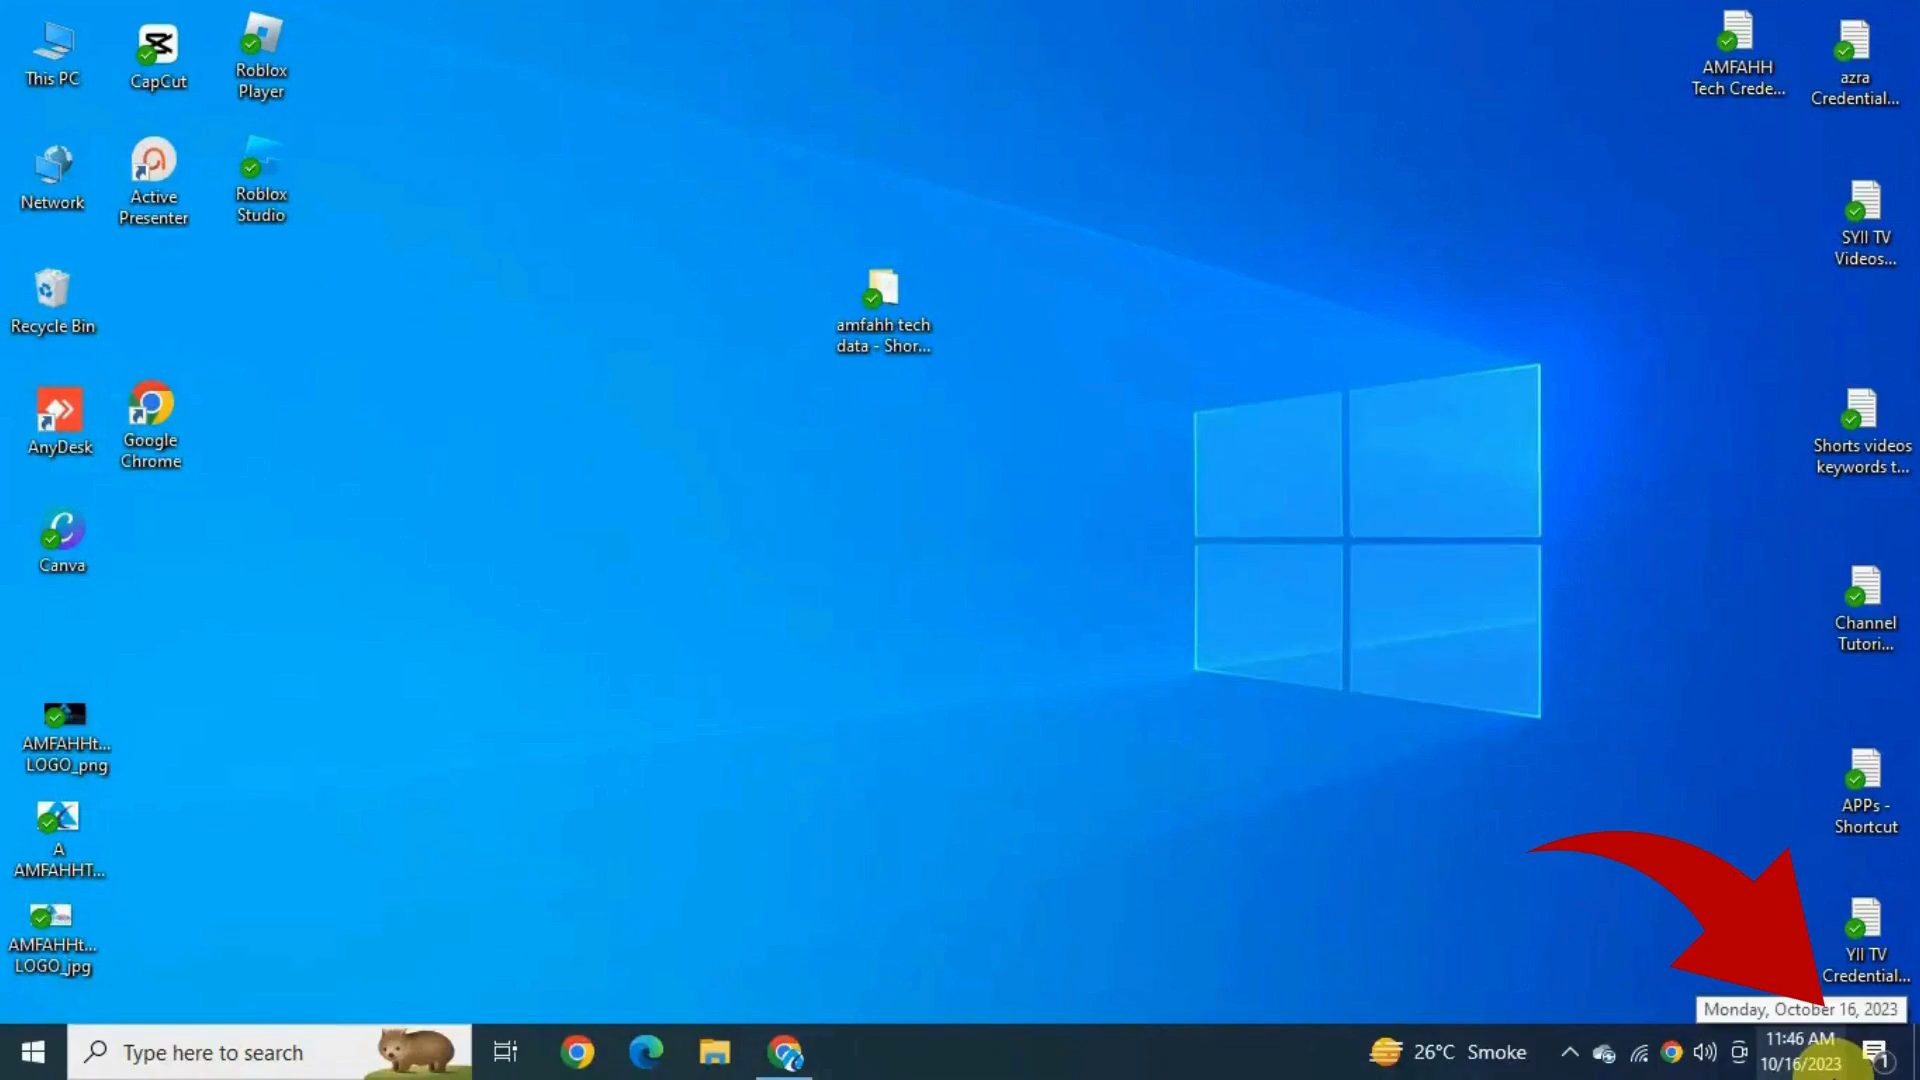 This PC
CapCut
Roblox
Player
Network
Active
Presenter
Roblox
Studio
Recycle Bin
AnyDesk
Google
Chrome
Canva
AMFAHHt...
LOGO_png
A
AMFAHHT...
AMFAHHt...
LOGO_jpg
amfahh tech
data - Shor...
AMFAHH
Tech Crede...
azra
Credential...
SYII TV
Videos...
Shorts videos
keywords t...
Channel
Tutori...
APPs -
Shortcut
YII TV
Credential...
Monday, October 16, 2023
Type here to search
26°C Smoke
11:46 AM
10/16/2023
1